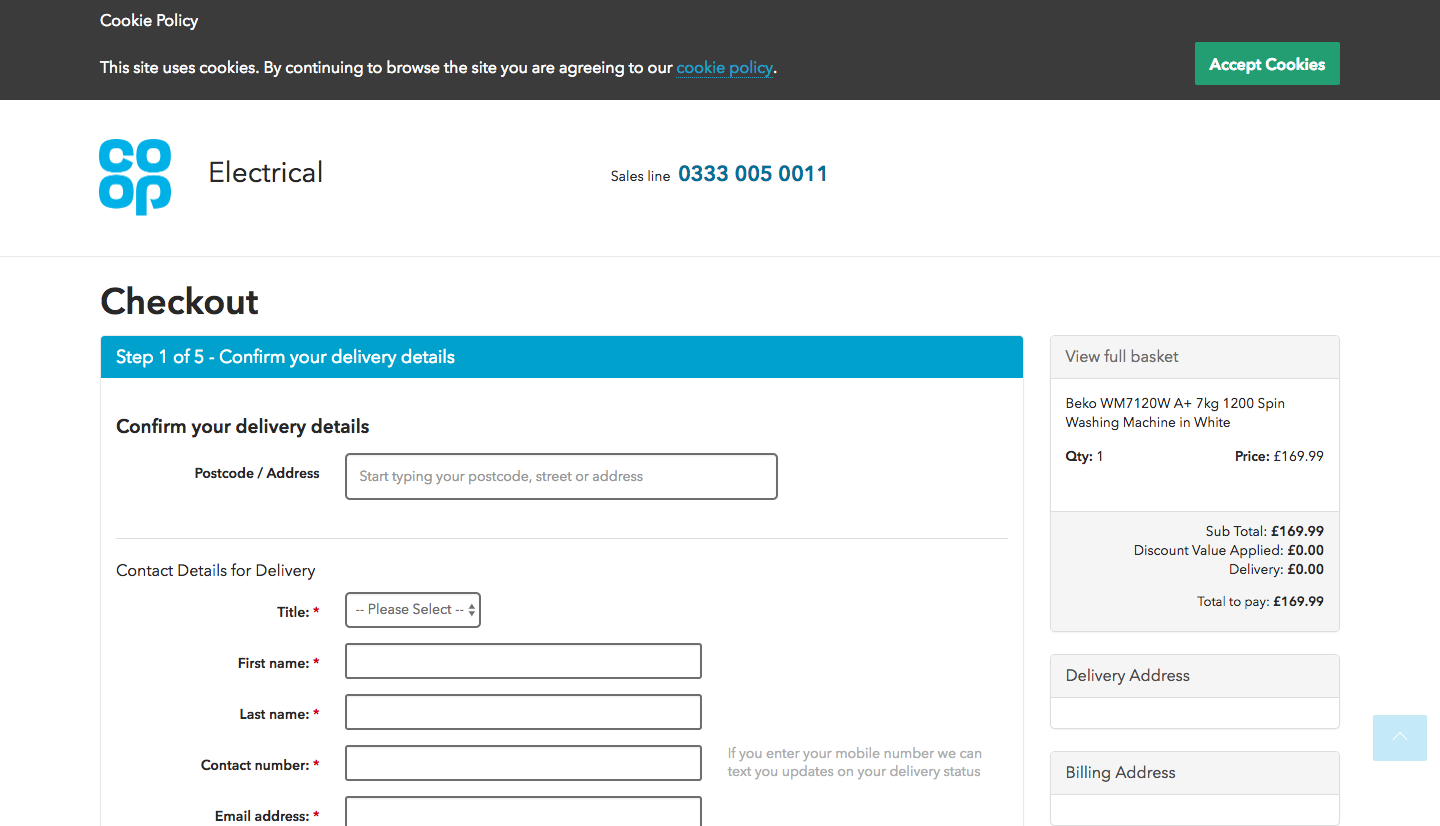 Cookie Policy
This site uses cookies. By continuing to browse the site you are agreeing to our cookie policy.
Accept Cookies
co
op
Electrical
Sales line 0333 005 0011
Checkout
Step 1 of 5 - Confirm your delivery details
Confirm your delivery details
Postcode / Address
Start typing your postcode, street or address
Contact Details for Delivery
Title: *
-- Please Select --
First name: *
Last name: *
Contact number: *
If you enter your mobile number we can
text you updates on your delivery status
Email address: *
View full basket
Beko WM7120W A+ 7kg 1200 Spin
Washing Machine in White
Qty: 1 Price: £169.99
Sub Total: £169.99
Discount Value Applied: £0.00
Delivery: £0.00
Total to pay: £169.99
Delivery Address
Billing Address